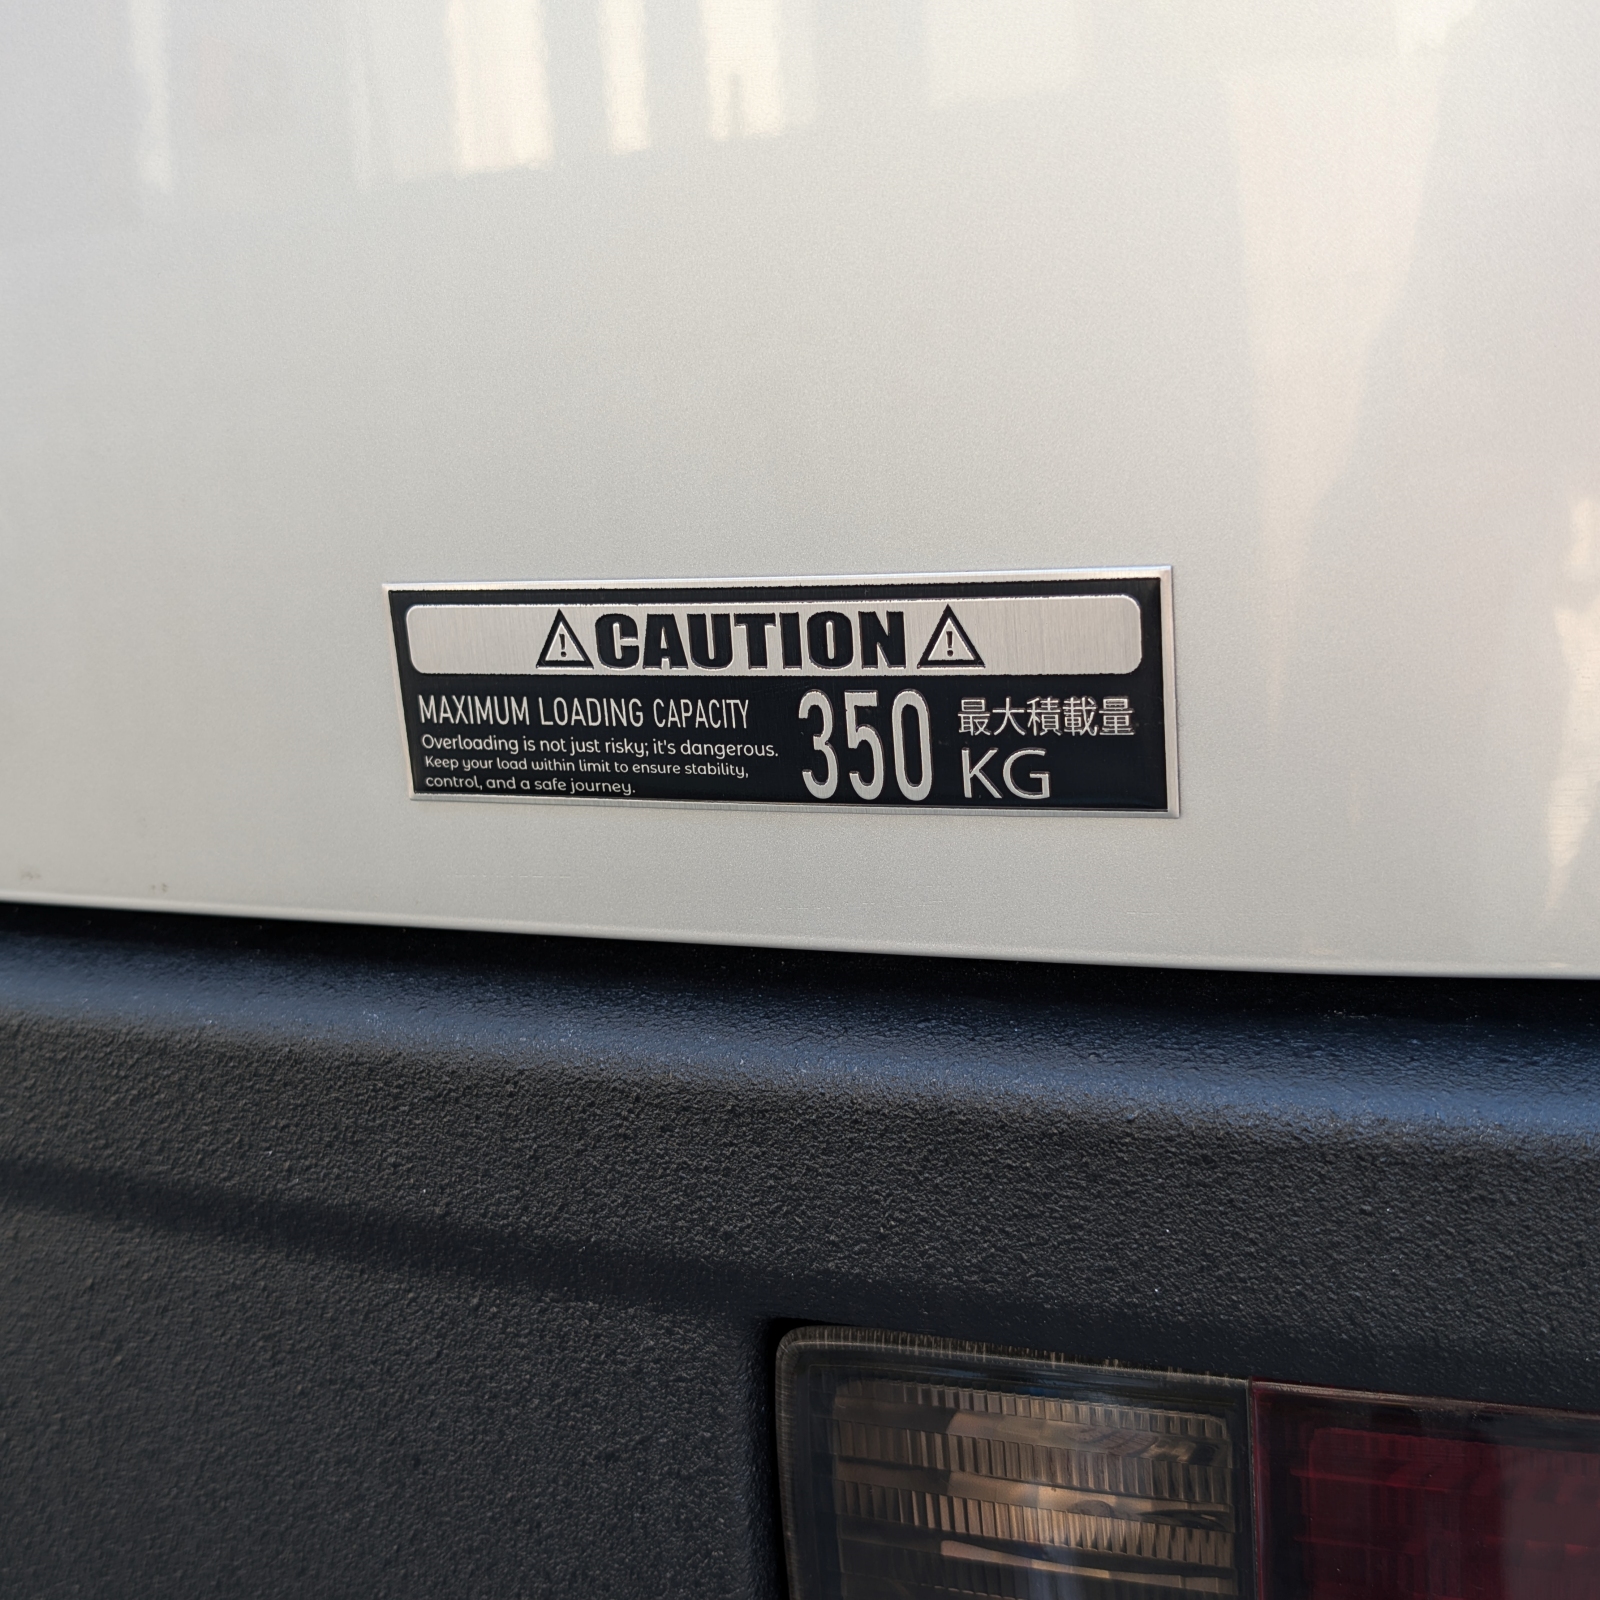 CAUTION
MAXIMUM LOADING CAPACITY
Overloading is not just risky; it's dangerous.
Keep your load within limit to ensure stability,
control, and a safe journey.
350
最大積載量
KG